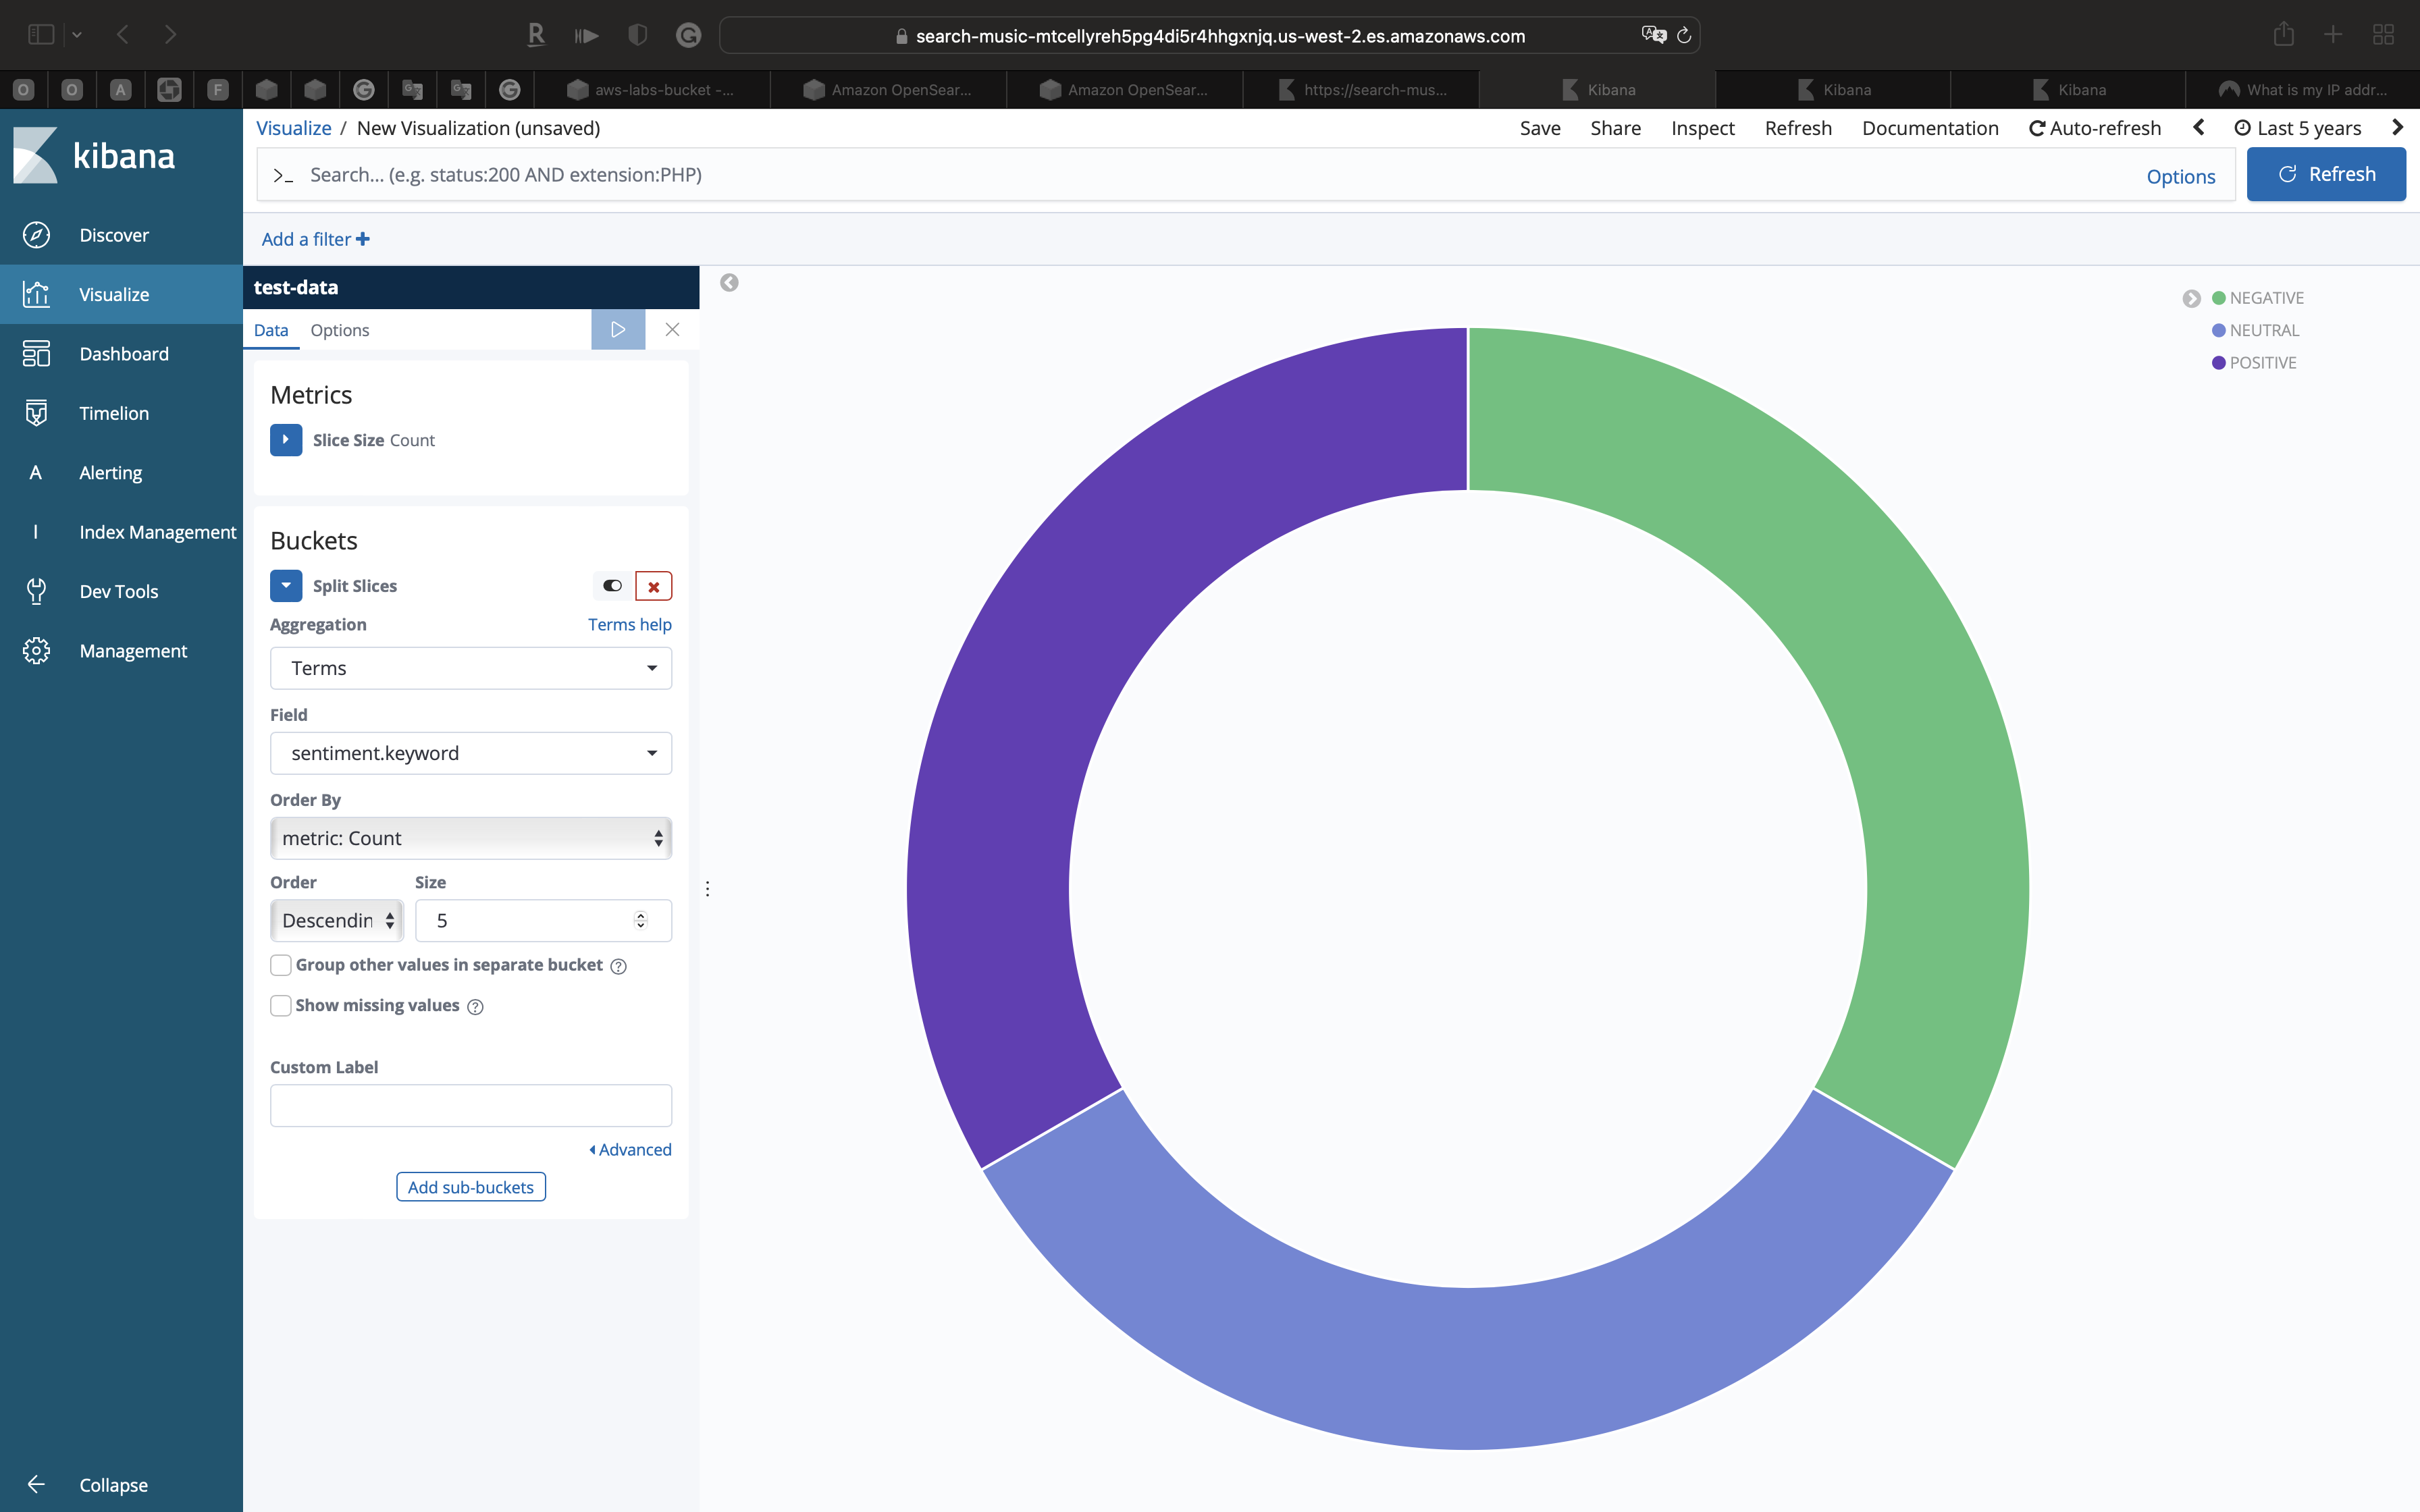 search-music-mtcellyreh5pg4di5r4hhgxnjq.us-west-2.es.amazonaws.com
O O A F aws-labs-bucket -... Amazon OpenSear... Amazon OpenSear... https://search-mus... Kibana Kibana Kibana What is my IP addr...
kibana
Discover
Visualize
Dashboard
Timelion
A Alerting
I Index Management
Dev Tools
Management
Collapse
Visualize / New Visualization (unsaved)
Save Share Inspect Refresh Documentation Auto-refresh Last 5 years
>_ Search... (e.g. status:200 AND extension:PHP) Options Refresh
Add a filter +
test-data
Data Options
Metrics
Slice Size Count
Buckets
Split Slices
Aggregation Terms help
Terms
Field
sentiment.keyword
Order By
metric: Count
Order Size
Descendin 5
Group other values in separate bucket ?
Show missing values ?
Custom Label
Advanced
Add sub-buckets
NEGATIVE
NEUTRAL
POSITIVE